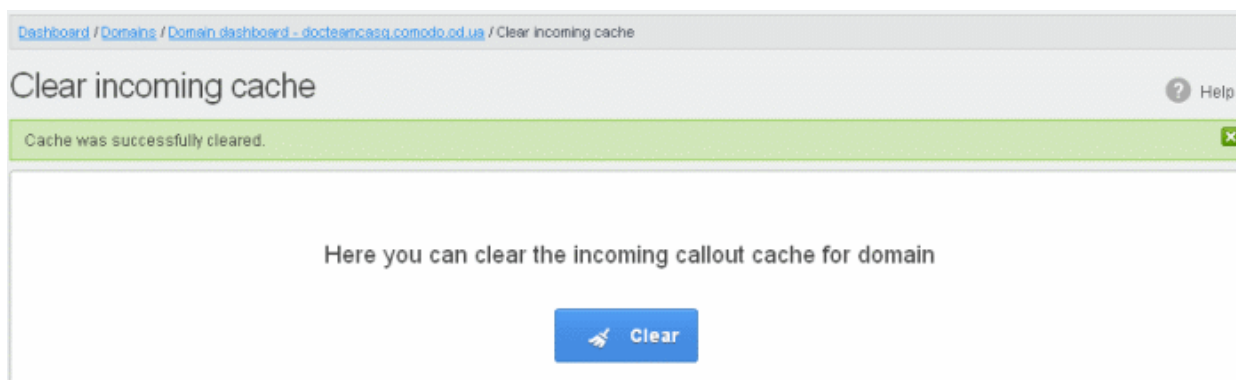 Dashboard / Domains / Domain dashboard - docteamcasg.comodo.od.ua / Clear incoming cache
Clear incoming cache
? Help
Cache was successfully cleared.
Here you can clear the incoming callout cache for domain
Clear